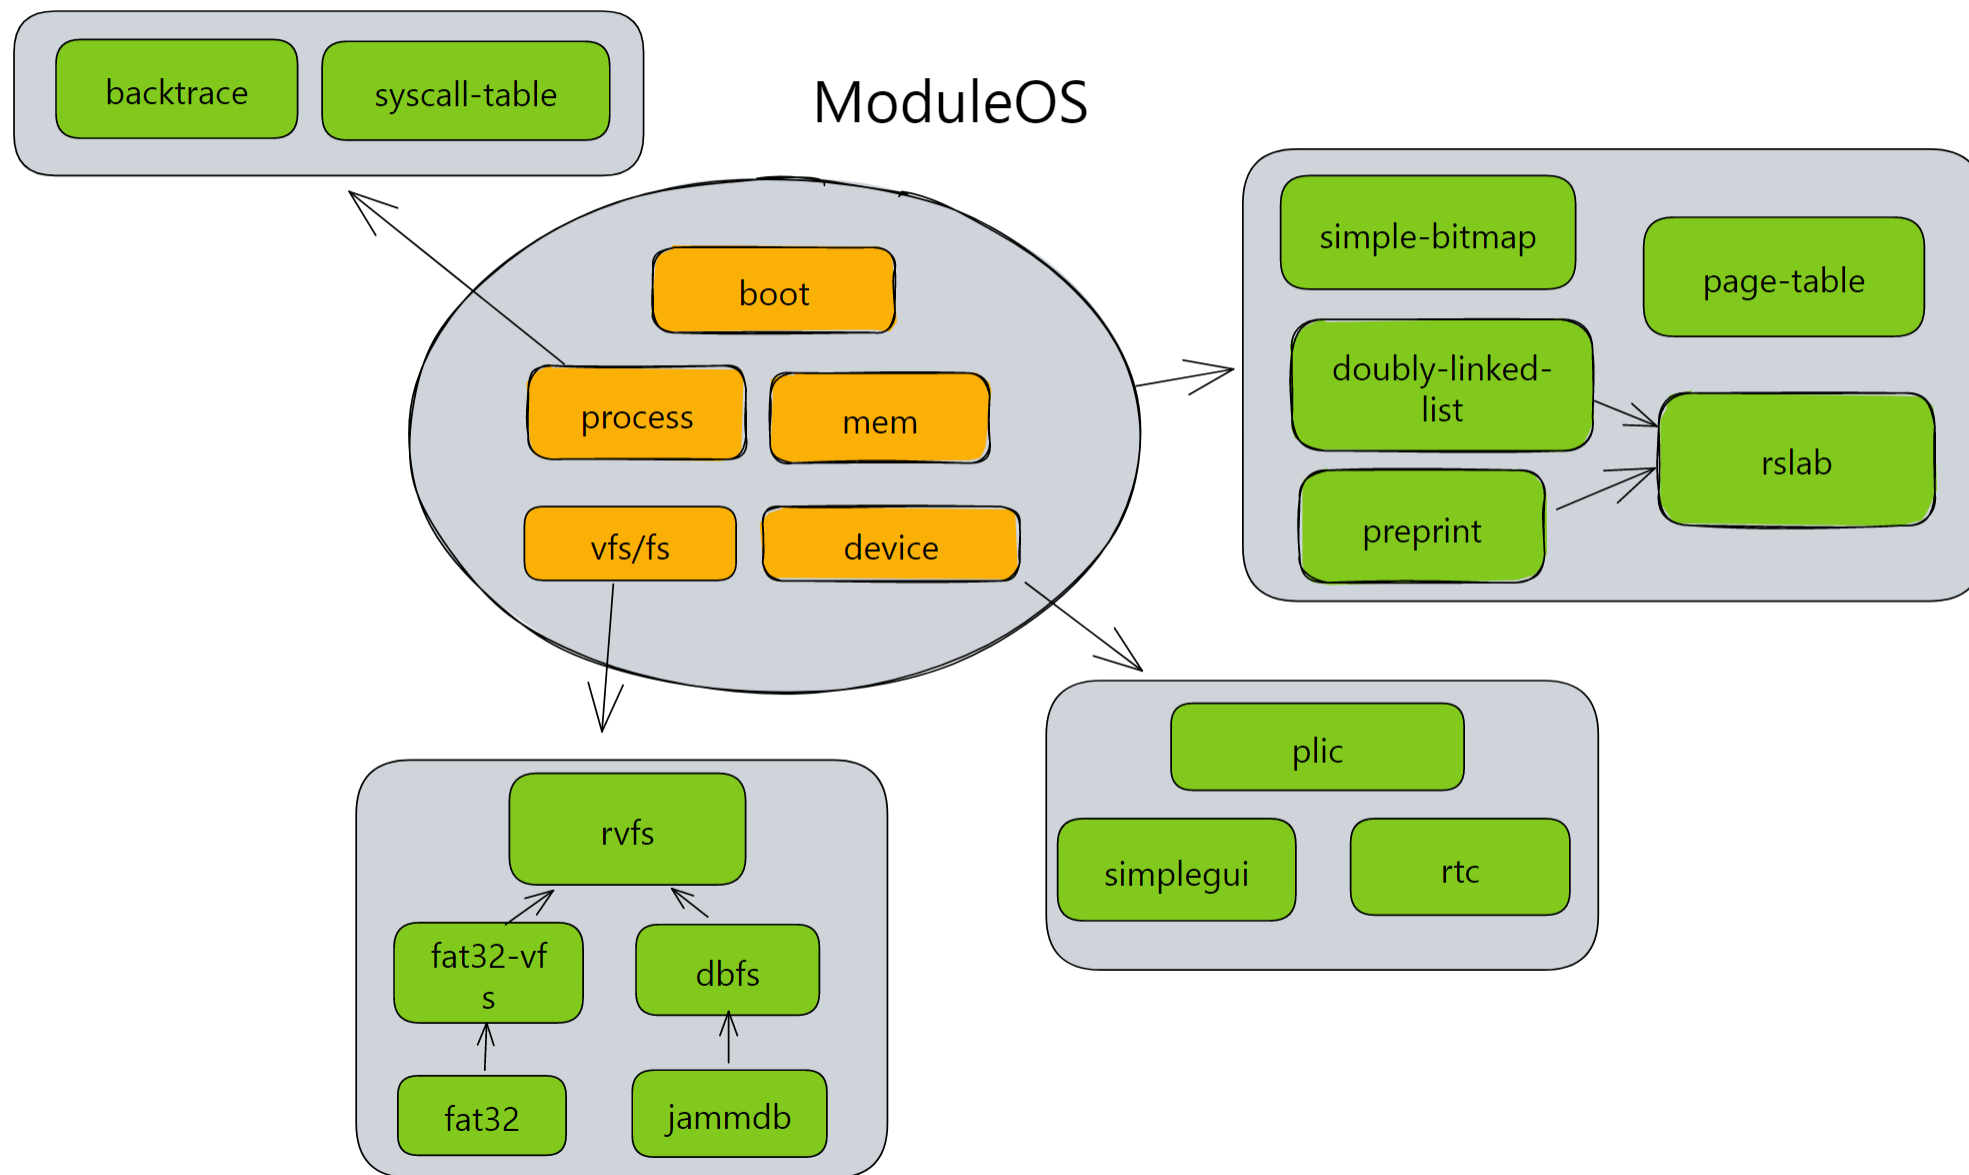 backtrace
syscall-table
ModuleOS
boot
process
mem
vfs/fs
device
simple-bitmap
page-table
doubly-linked-
list
rslab
preprint
plic
simplegui
rtc
rvfs
fat32-vf
s
dbfs
fat32
jammdb